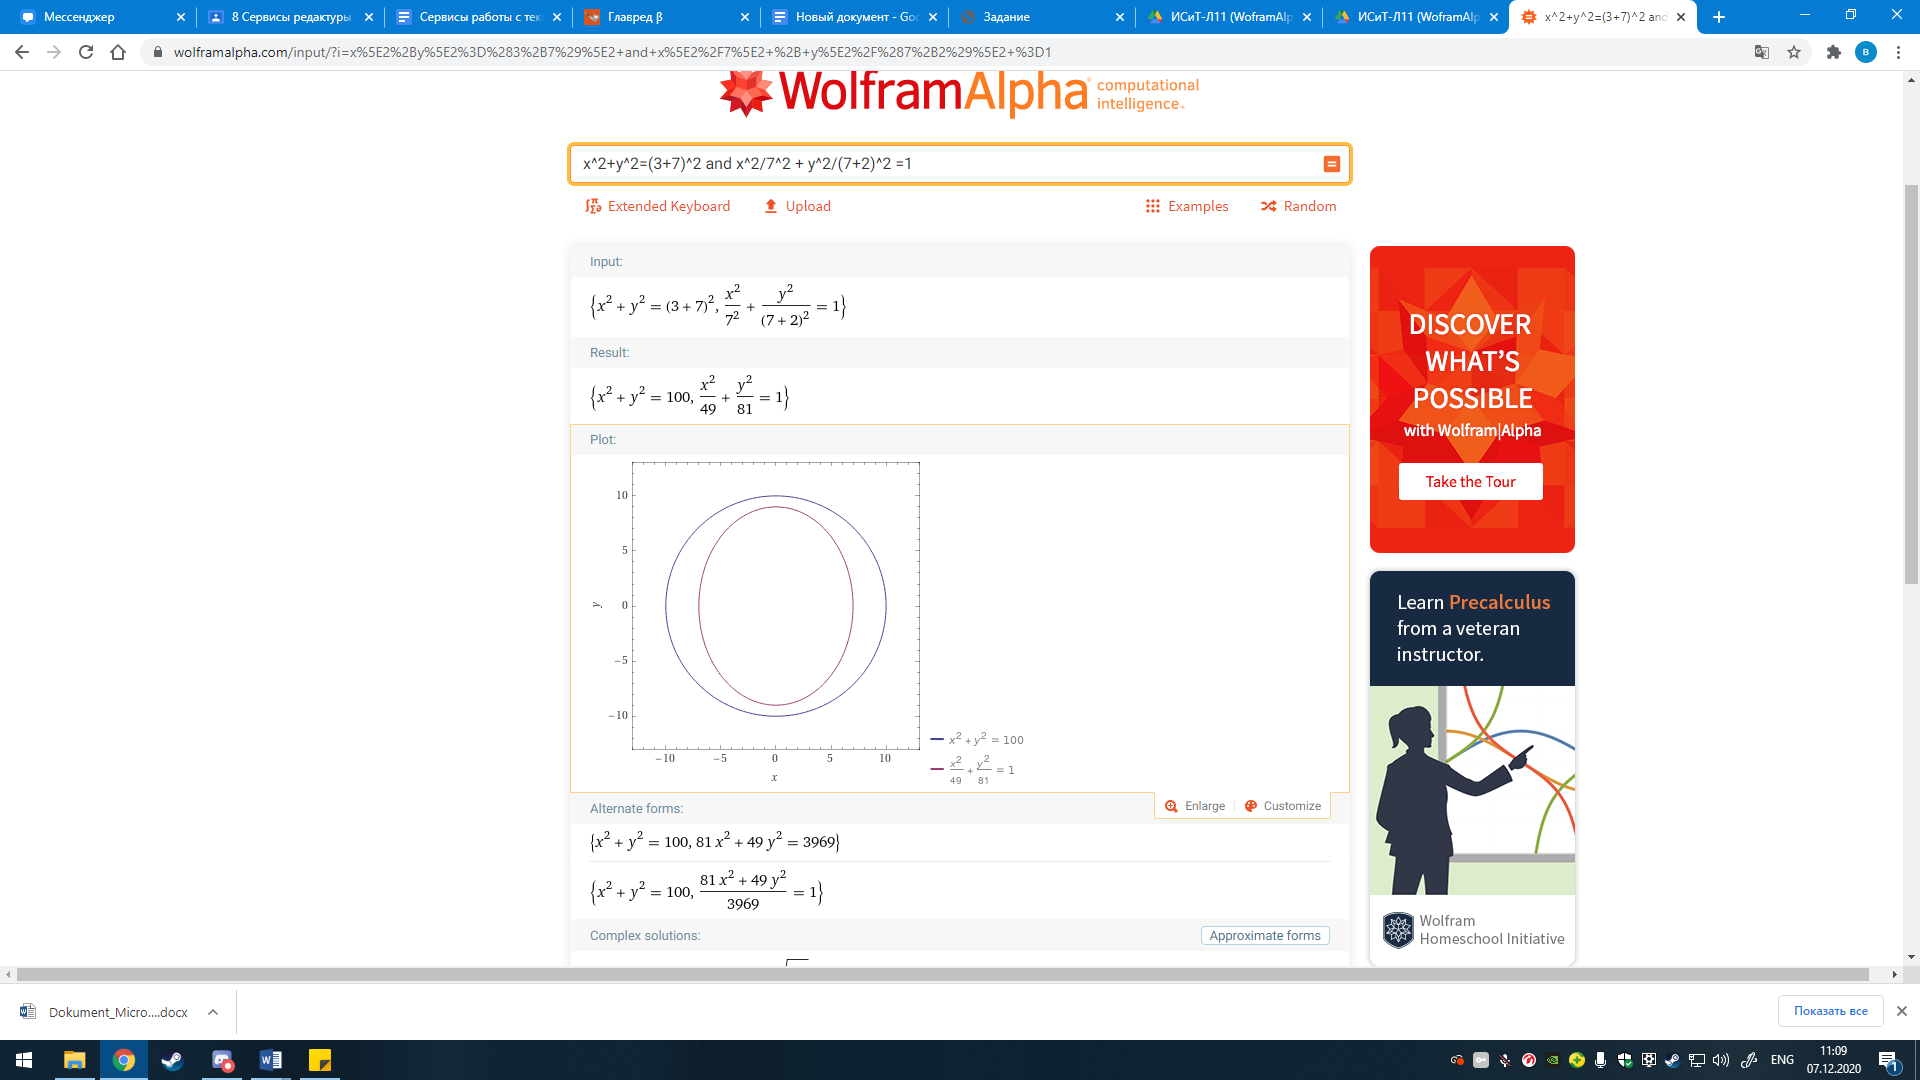 Мессенджер
8 Сервисы редактуры
Сервисы работы с тек
Главред β
Новый документ - Goo
Задание
ИСиТ-Л11 (WoframAlp
ИСиТ-Л11 (WoframAlp
x^2+y^2=(3+7)^2 and
wolframalpha.com/input/?i=x%5E2%2By%5E2%3D%283%2B7%29%5E2+and+x%5E2%2F7%5E2+%2B+y%5E2%2F%287%2B2%29%5E2+%3D1
WolframAlpha computational intelligence™
x^2+y^2=(3+7)^2 and x^2/7^2 + y^2/(7+2)^2 =1
Extended Keyboard
Upload
Examples
Random
Input:
{x² + y² = (3 + 7)², x²/7² + y²/(7 + 2)² = 1}
Result:
{x² + y² = 100, x²/49 + y²/81 = 1}
Plot:
10
5
0
−5
−10
y
−10 −5 0 5 10
x
x² + y² = 100
x²/49 + y²/81 = 1
Enlarge
Customize
Alternate forms:
{x² + y² = 100, 81 x² + 49 y² = 3969}
{x² + y² = 100, (81 x² + 49 y²)/3969 = 1}
Complex solutions:
Approximate forms
DISCOVER
WHAT'S
POSSIBLE
with Wolfram|Alpha
Take the Tour
Learn Precalculus
from a veteran
instructor.
Wolfram
Homeschool Initiative
Dokument_Micro....docx
Показать все
ENG
11:09
07.12.2020
1